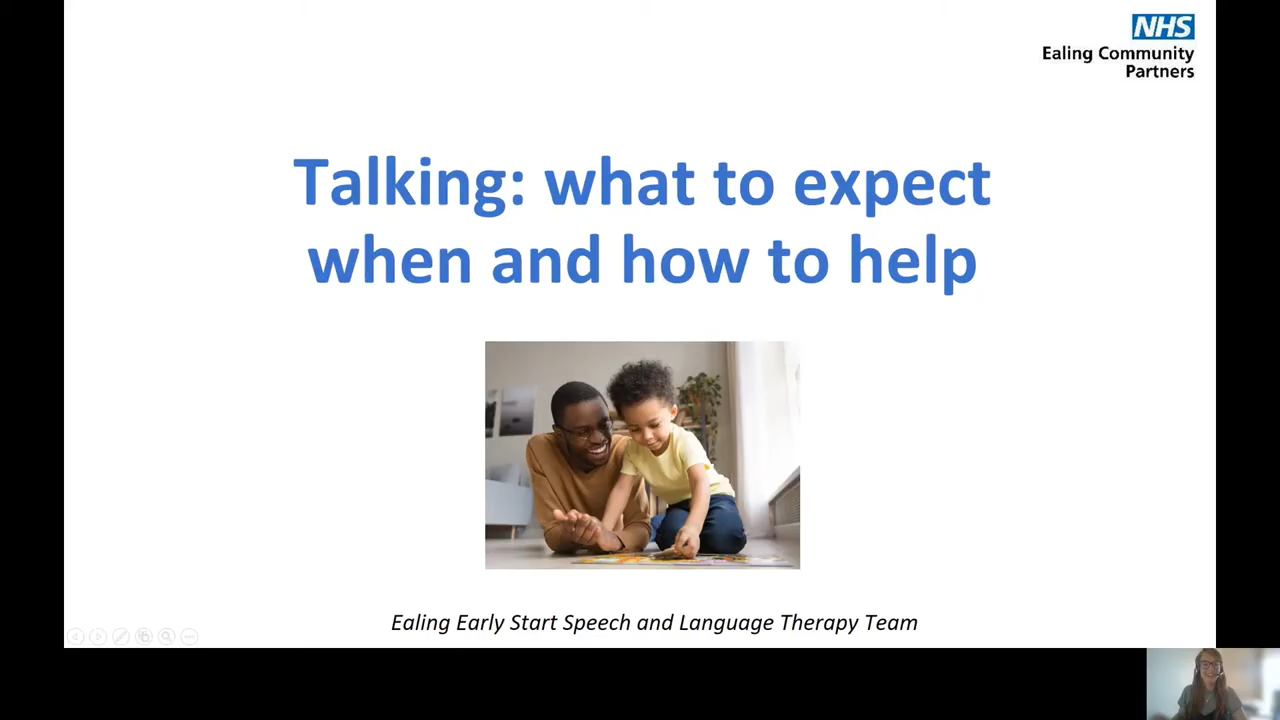 NHS
Ealing Community
Partners
Talking: what to expect
when and how to help
Ealing Early Start Speech and Language Therapy Team